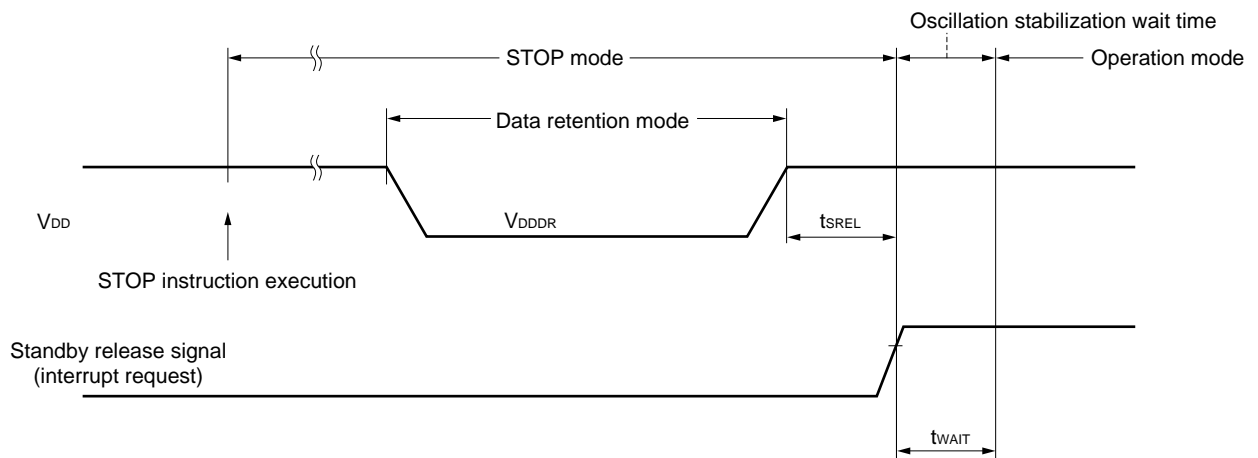 Oscillation stabilization wait time
STOP mode
Operation mode
Data retention mode
VDD
VDDDR
tSREL
STOP instruction execution
Standby release signal
(interrupt request)
tWAIT